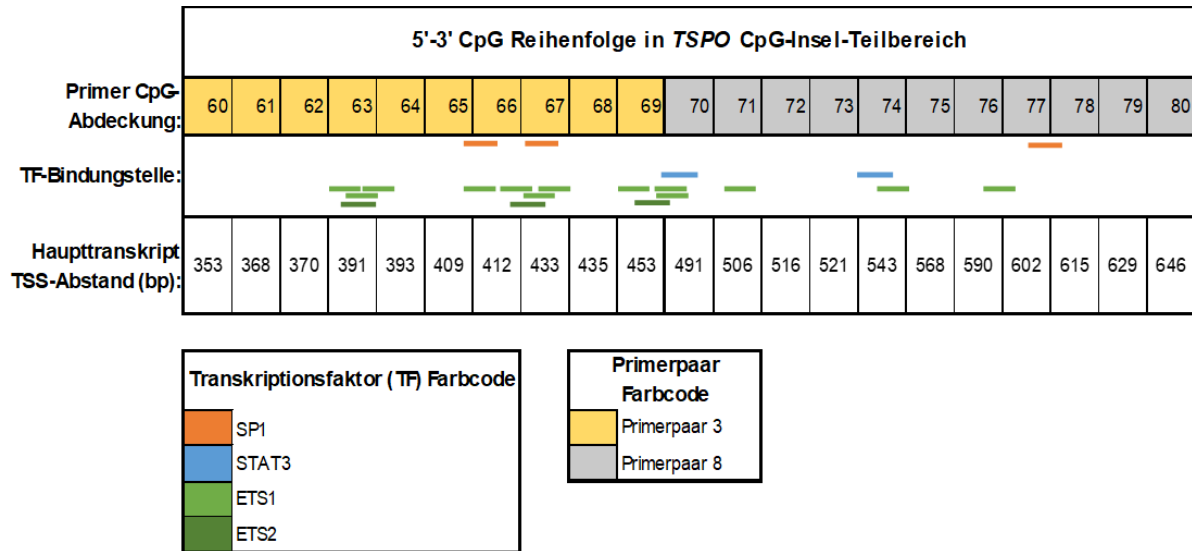 5'-3' CpG Reihenfolge in TSPO CpG-Insel-Teilbereich
Primer CpG-
Abdeckung:
60 61 62 63 64 65 66 67 68 69 70 71 72 73 74 75 76 77 78 79 80
TF-Bindungstelle:
Haupttranskript
TSS-Abstand (bp):
353 368 370 391 393 409 412 433 435 453 491 506 516 521 543 568 590 602 615 629 646
Transkriptionsfaktor (TF) Farbcode
SP1
STAT3
ETS1
ETS2
Primerpaar
Farbcode
Primerpaar 3
Primerpaar 8